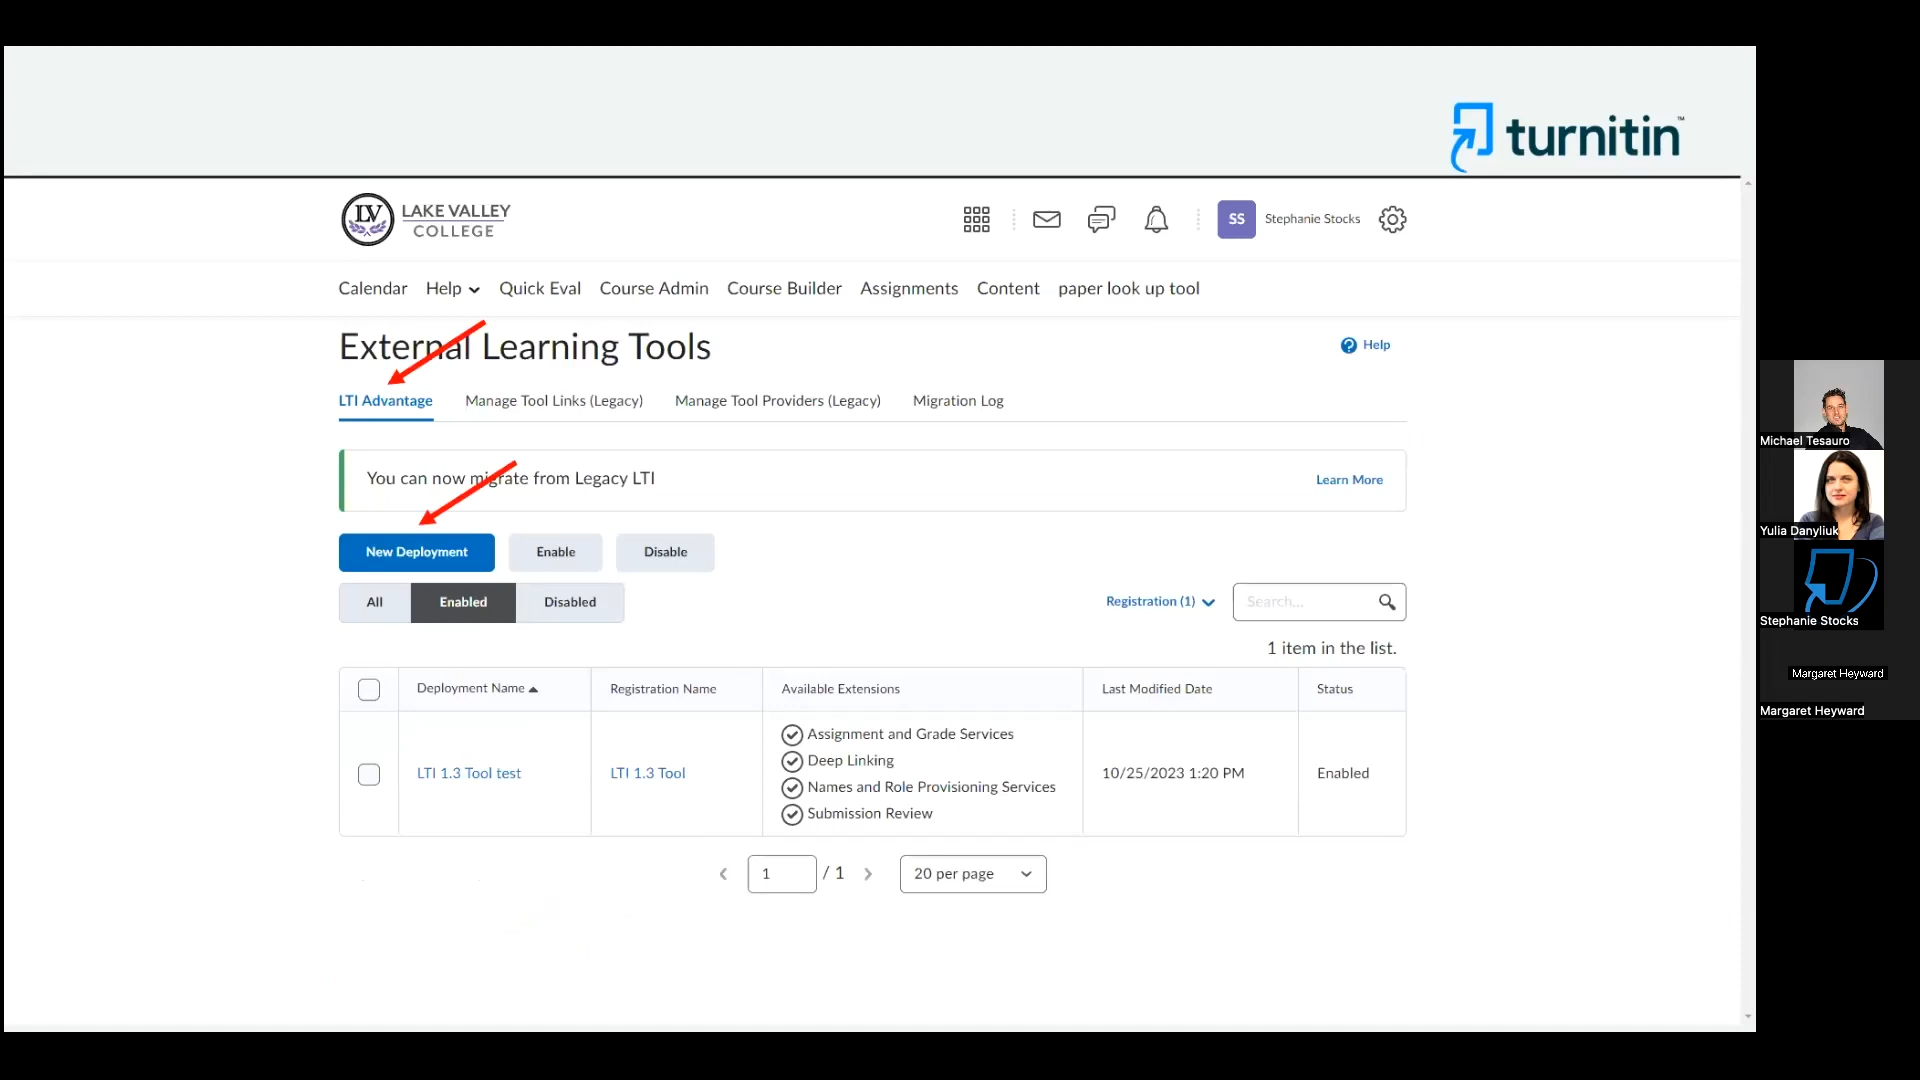 turnitin™
LV LAKE VALLEY
COLLEGE
SS Stephanie Stocks
Calendar Help Quick Eval Course Admin Course Builder Assignments Content paper look up tool
External Learning Tools
Help
LTI Advantage Manage Tool Links (Legacy) Manage Tool Providers (Legacy) Migration Log
You can now migrate from Legacy LTI
Learn More
New Deployment Enable Disable
All Enabled Disabled
Registration (1) Search...
1 item in the list.
Deployment Name Registration Name Available Extensions Last Modified Date Status
LTI 1.3 Tool test LTI 1.3 Tool
Assignment and Grade Services
Deep Linking
Names and Role Provisioning Services
Submission Review
10/25/2023 1:20 PM Enabled
1 / 1 20 per page
Michael Tesauro
Yulia Danyliuk
Stephanie Stocks
Margaret Heyward
Margaret Heyward